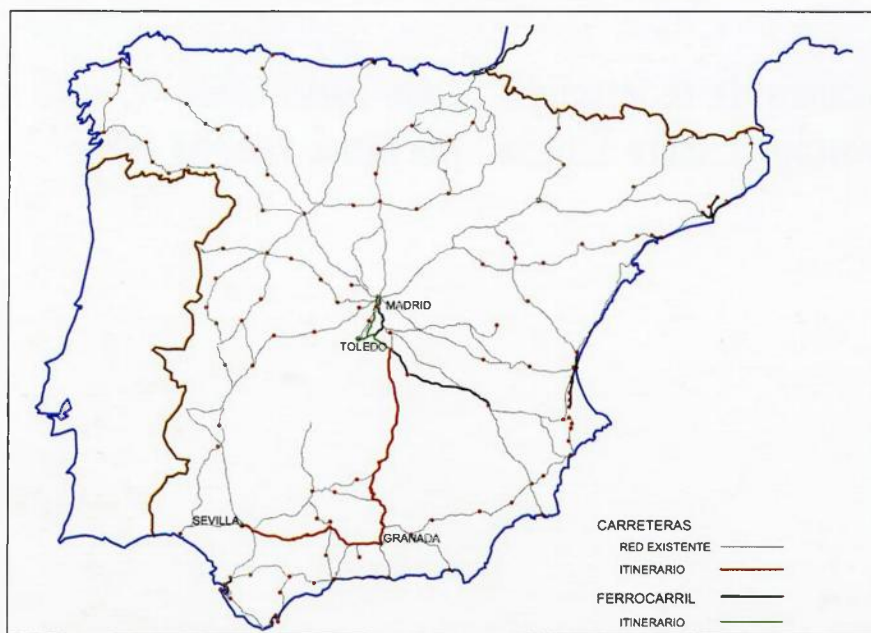 MADRID
TOLEDO
SEVILLA
GRANADA
CARRETERAS
RED EXISTENTE
ITINERARIO
FERROCARRIL
ITINERARIO